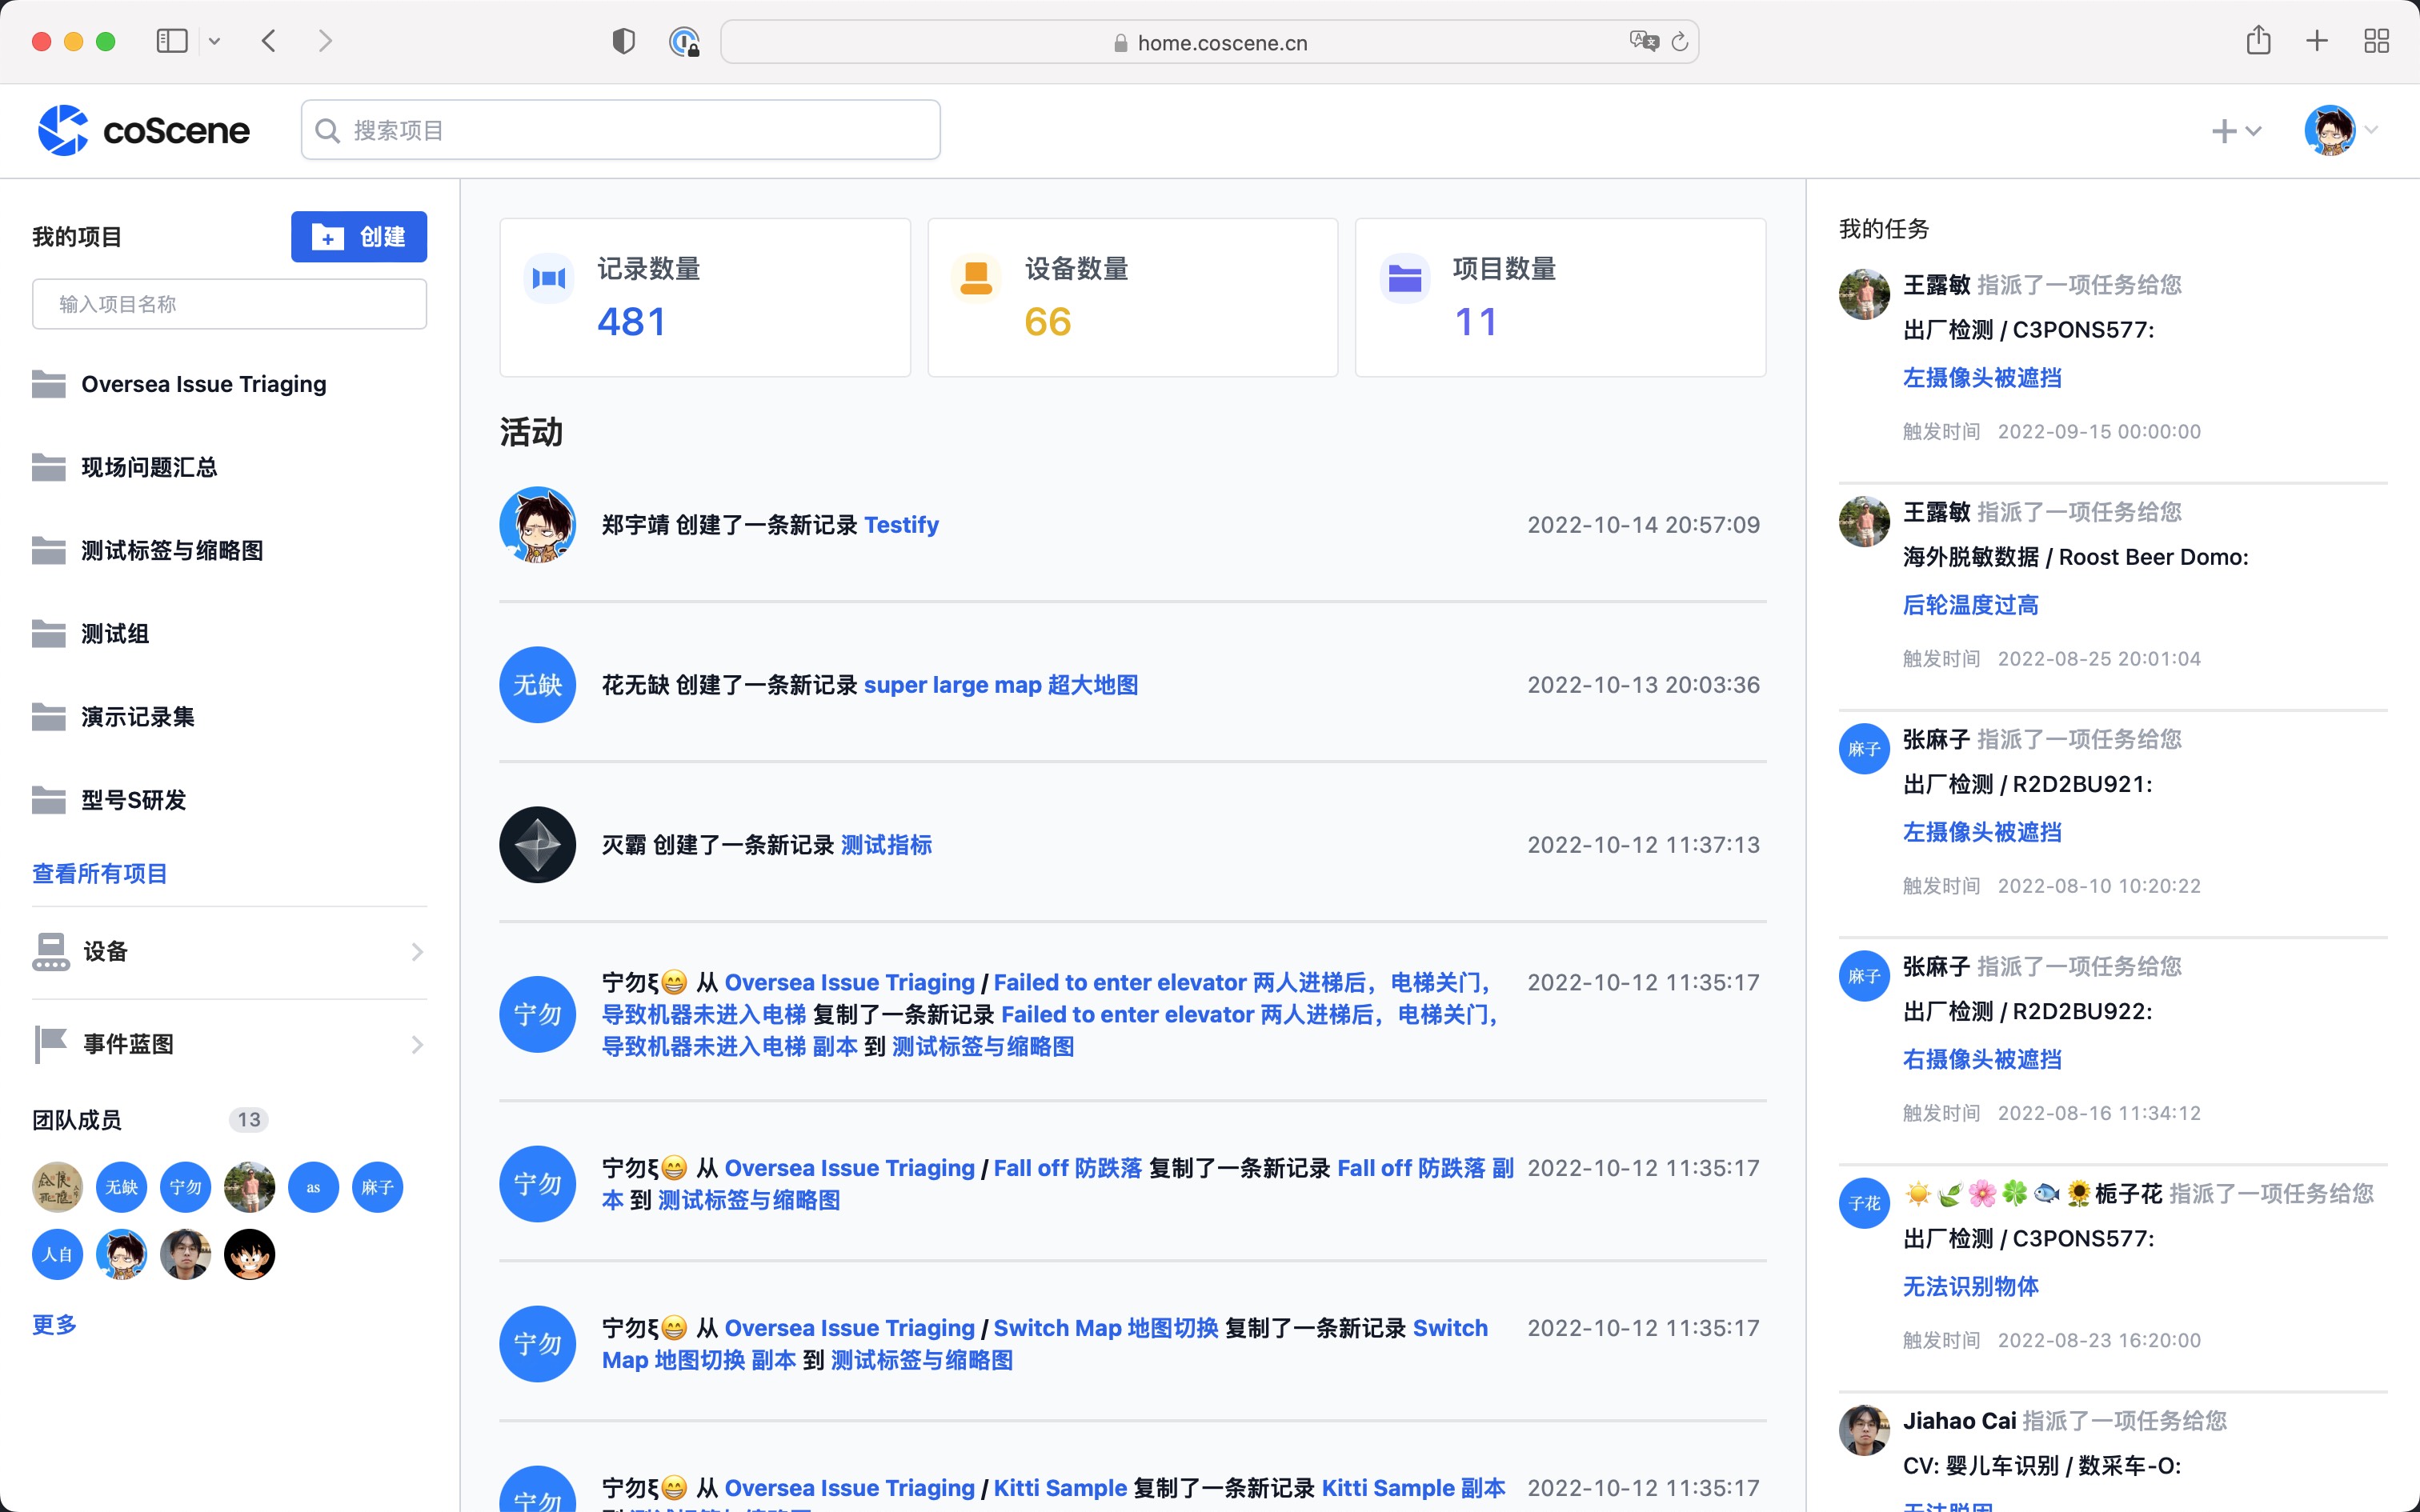 home.coscene.cn
coScene
搜索项目
我的项目
创建
输入项目名称
Oversea Issue Triaging
现场问题汇总
测试标签与缩略图
测试组
演示记录集
型号S研发
查看所有项目
设备
事件蓝图
团队成员 13
无缺 宁勿 as 麻子
人自
更多
记录数量
481
设备数量
66
项目数量
11
活动
郑宇靖 创建了一条新记录 Testify 2022-10-14 20:57:09
无缺
花无缺 创建了一条新记录 super large map 超大地图 2022-10-13 20:03:36
灭霸 创建了一条新记录 测试指标 2022-10-12 11:37:13
宁勿
宁勿ξ😁 从 Oversea Issue Triaging / Failed to enter elevator 两人进梯后，电梯关门， 2022-10-12 11:35:17
导致机器未进入电梯 复制了一条新记录 Failed to enter elevator 两人进梯后，电梯关门，
导致机器未进入电梯 副本 到 测试标签与缩略图
宁勿
宁勿ξ😁 从 Oversea Issue Triaging / Fall off 防跌落 复制了一条新记录 Fall off 防跌落 副 2022-10-12 11:35:17
本 到 测试标签与缩略图
宁勿
宁勿ξ😁 从 Oversea Issue Triaging / Switch Map 地图切换 复制了一条新记录 Switch 2022-10-12 11:35:17
Map 地图切换 副本 到 测试标签与缩略图
宁勿
宁勿ξ😁 从 Oversea Issue Triaging / Kitti Sample 复制了一条新记录 Kitti Sample 副本 2022-10-12 11:35:17
我的任务
王露敏 指派了一项任务给您
出厂检测 / C3PONS577:
左摄像头被遮挡
触发时间 2022-09-15 00:00:00
王露敏 指派了一项任务给您
海外脱敏数据 / Roost Beer Domo:
后轮温度过高
触发时间 2022-08-25 20:01:04
麻子
张麻子 指派了一项任务给您
出厂检测 / R2D2BU921:
左摄像头被遮挡
触发时间 2022-08-10 10:20:22
麻子
张麻子 指派了一项任务给您
出厂检测 / R2D2BU922:
右摄像头被遮挡
触发时间 2022-08-16 11:34:12
子花
☀️🍃🌸🍀🐟🌻栀子花 指派了一项任务给您
出厂检测 / C3PONS577:
无法识别物体
触发时间 2022-08-23 16:20:00
Jiahao Cai 指派了一项任务给您
CV: 婴儿车识别 / 数采车-O: